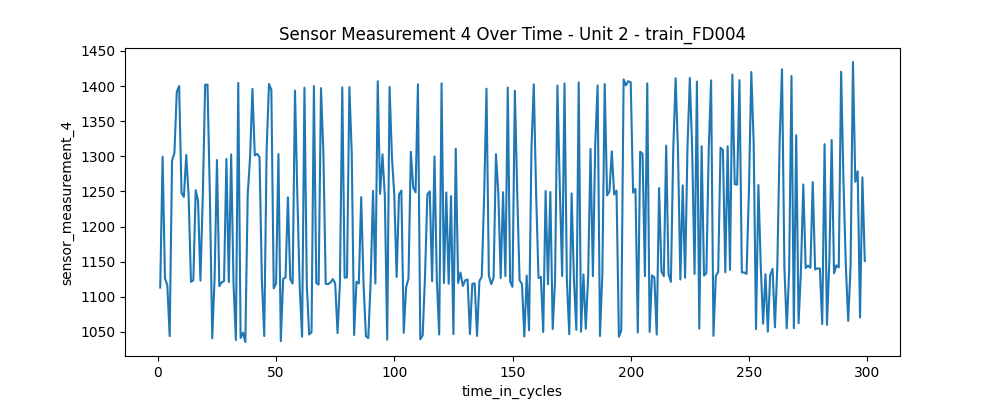 Sensor Measurement 4 Over Time - Unit 2 - train_FD004
1450
1400
1350
1300
1250
1200
1150
1100
1050
sensor_measurement_4
0 50 100 150 200 250 300
time_in_cycles